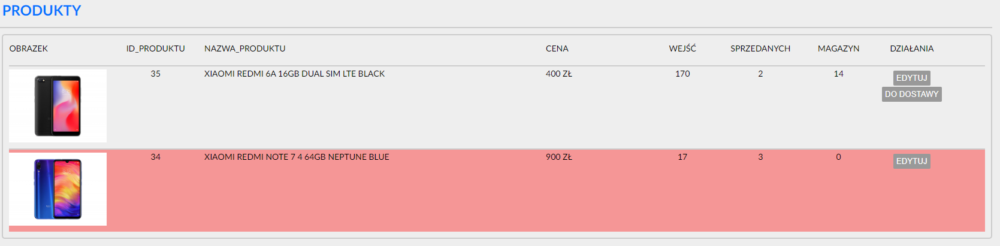 PRODUKTY
OBRAZEK ID_PRODUKTU NAZWA_PRODUKTU CENA WEJŚĆ SPRZEDANYCH MAGAZYN DZIAŁANIA
35 XIAOMI REDMI 6A 16GB DUAL SIM LTE BLACK 400 ZŁ 170 2 14 EDYTUJ
DO DOSTAWY
34 XIAOMI REDMI NOTE 7 4 64GB NEPTUNE BLUE 900 ZŁ 17 3 0 EDYTUJ